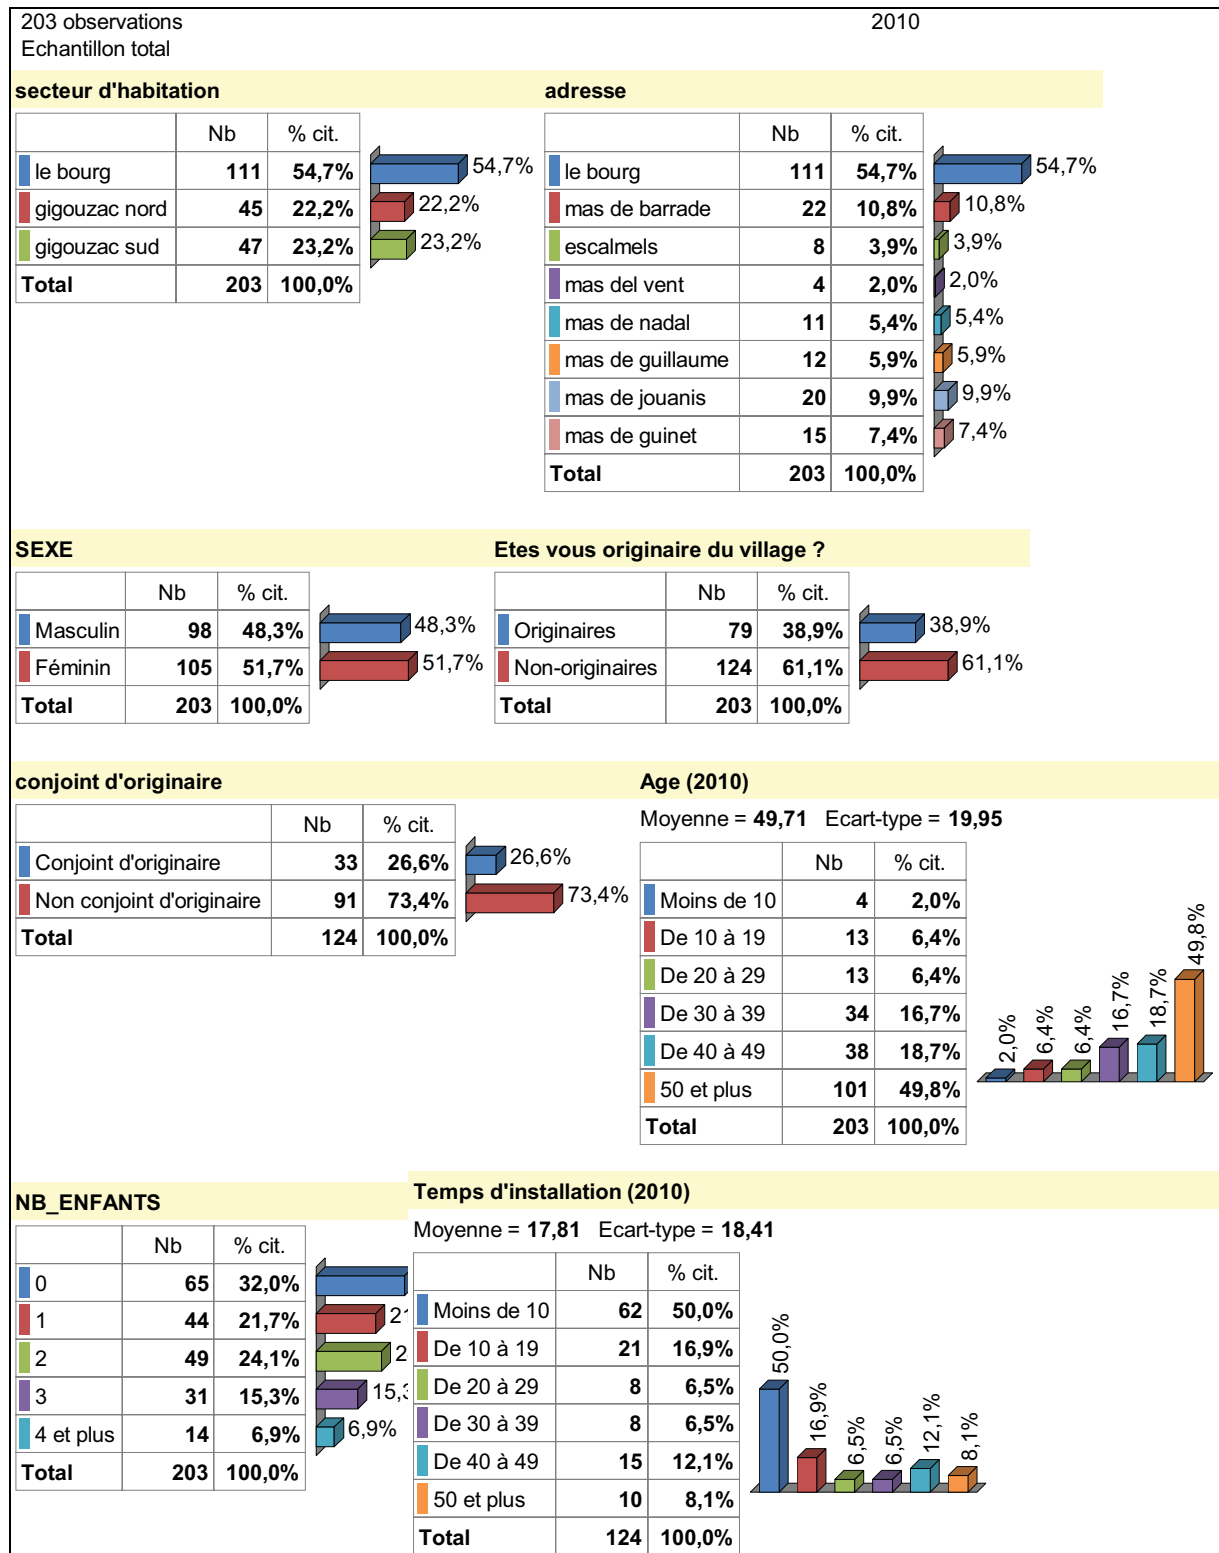 203 observations 2010
Echantillon total
secteur d'habitation
Nb % cit.
le bourg 111 54,7% 54,7%
gigouzac nord 45 22,2% 22,2%
gigouzac sud 47 23,2% 23,2%
Total 203 100,0%
adresse
Nb % cit.
le bourg 111 54,7% 54,7%
mas de barrade 22 10,8% 10,8%
escalmels 8 3,9% 3,9%
mas del vent 4 2,0% 2,0%
mas de nadal 11 5,4% 5,4%
mas de guillaume 12 5,9% 5,9%
mas de jouanis 20 9,9% 9,9%
mas de guinet 15 7,4% 7,4%
Total 203 100,0%
SEXE
Nb % cit.
Masculin 98 48,3% 48,3%
Féminin 105 51,7% 51,7%
Total 203 100,0%
Etes vous originaire du village ?
Nb % cit.
Originaires 79 38,9% 38,9%
Non-originaires 124 61,1% 61,1%
Total 203 100,0%
conjoint d'originaire
Nb % cit.
Conjoint d'originaire 33 26,6% 26,6%
Non conjoint d'originaire 91 73,4% 73,4%
Total 124 100,0%
Age (2010)
Moyenne = 49,71 Ecart-type = 19,95
Nb % cit.
Moins de 10 4 2,0%
De 10 à 19 13 6,4%
De 20 à 29 13 6,4%
De 30 à 39 34 16,7%
De 40 à 49 38 18,7%
50 et plus 101 49,8%
Total 203 100,0%
2,0% 6,4% 6,4% 16,7% 18,7% 49,8%
NB_ENFANTS
Nb % cit.
0 65 32,0%
1 44 21,7% 21
2 49 24,1% 2
3 31 15,3% 15,3
4 et plus 14 6,9% 6,9%
Total 203 100,0%
Temps d'installation (2010)
Moyenne = 17,81 Ecart-type = 18,41
Nb % cit.
Moins de 10 62 50,0%
De 10 à 19 21 16,9%
De 20 à 29 8 6,5%
De 30 à 39 8 6,5%
De 40 à 49 15 12,1%
50 et plus 10 8,1%
Total 124 100,0%
50,0% 16,9% 6,5% 6,5% 12,1% 8,1%